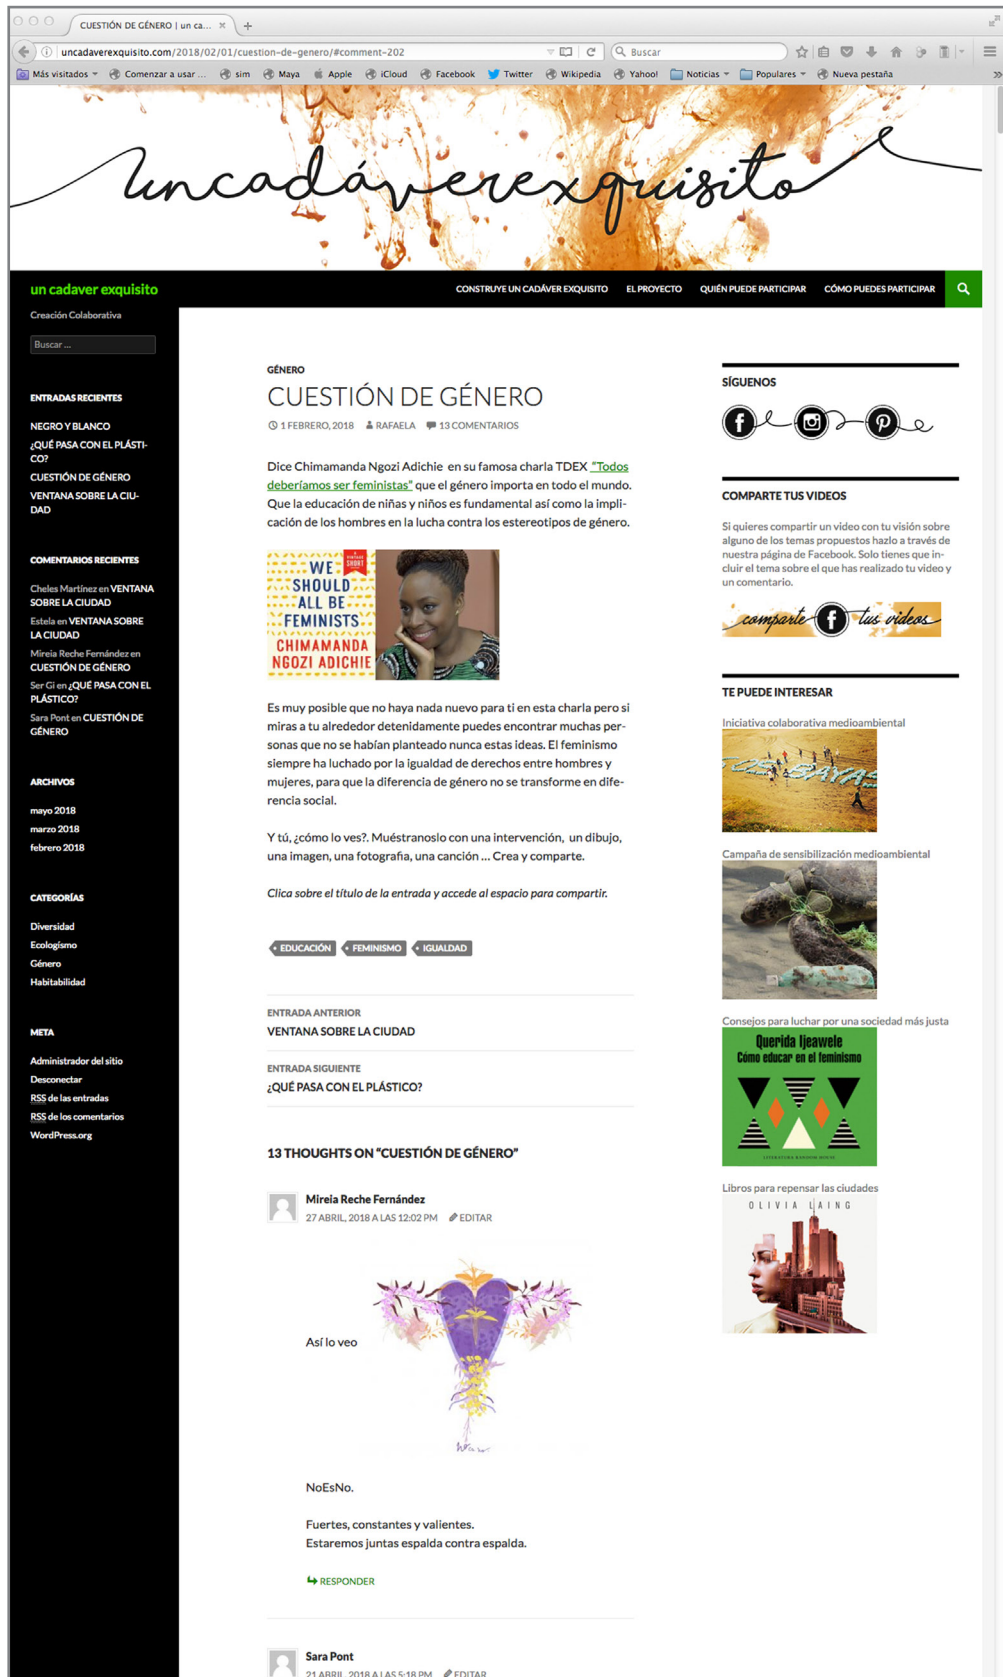 CUESTIÓN DE GÉNERO | un ca...
uncadaverexquisito.com/2018/02/01/cuestion-de-genero/#comment-202
Buscar
Más visitados
Comenzar a usar ...
sim
Maya
Apple
iCloud
Facebook
Twitter
Wikipedia
Yahoo!
Noticias
Populares
Nueva pestaña
uncadáverexquisito
un cadaver exquisito
CONSTRUYE UN CADÁVER EXQUISITO
EL PROYECTO
QUIÉN PUEDE PARTICIPAR
CÓMO PUEDES PARTICIPAR
Creación Colaborativa
Buscar ...
ENTRADAS RECIENTES
NEGRO Y BLANCO
¿QUÉ PASA CON EL PLÁSTI-
CO?
CUESTIÓN DE GÉNERO
VENTANA SOBRE LA CIU-
DAD
COMENTARIOS RECIENTES
Cheles Martínez en VENTANA
SOBRE LA CIUDAD
Estela en VENTANA SOBRE
LA CIUDAD
Mireia Reche Fernández en
CUESTIÓN DE GÉNERO
Ser Gi en ¿QUÉ PASA CON EL
PLÁSTICO?
Sara Pont en CUESTIÓN DE
GÉNERO
ARCHIVOS
mayo 2018
marzo 2018
febrero 2018
CATEGORÍAS
Diversidad
Ecologísmo
Género
Habitabilidad
META
Administrador del sitio
Desconectar
RSS de las entradas
RSS de los comentarios
WordPress.org
GÉNERO
CUESTIÓN DE GÉNERO
1 FEBRERO, 2018 RAFAELA 13 COMENTARIOS
Dice Chimamanda Ngozi Adichie en su famosa charla TDEX "Todos
deberíamos ser feministas" que el género importa en todo el mundo.
Que la educación de niñas y niños es fundamental así como la impli-
cación de los hombres en la lucha contra los estereotipos de género.
A VINTAGE SHORT
WE
SHOULD
ALL BE
FEMINISTS
CHIMAMANDA
NGOZI ADICHIE
Es muy posible que no haya nada nuevo para ti en esta charla pero si
miras a tu alrededor detenidamente puedes encontrar muchas per-
sonas que no se habían planteado nunca estas ideas. El feminismo
siempre ha luchado por la igualdad de derechos entre hombres y
mujeres, para que la diferencia de género no se transforme en dife-
rencia social.
Y tú, ¿cómo lo ves?. Muéstranoslo con una intervención, un dibujo,
una imagen, una fotografia, una canción ... Crea y comparte.
Clica sobre el título de la entrada y accede al espacio para compartir.
EDUCACIÓN
FEMINISMO
IGUALDAD
ENTRADA ANTERIOR
VENTANA SOBRE LA CIUDAD
ENTRADA SIGUIENTE
¿QUÉ PASA CON EL PLÁSTICO?
13 THOUGHTS ON "CUESTIÓN DE GÉNERO"
Mireia Reche Fernández
27 ABRIL, 2018 A LAS 12:02 PM EDITAR
Así lo veo
NoEsNo.
Fuertes, constantes y valientes.
Estaremos juntas espalda contra espalda.
RESPONDER
Sara Pont
21 ABRIL, 2018 A LAS 5:18 PM EDITAR
SÍGUENOS
COMPARTE TUS VIDEOS
Si quieres compartir un video con tu visión sobre
alguno de los temas propuestos hazlo a través de
nuestra página de Facebook. Solo tienes que in-
cluir el tema sobre el que has realizado tu video y
un comentario.
comparte f tus videos
TE PUEDE INTERESAR
Iniciativa colaborativa medioambiental
TOS BAYAS
Campaña de sensibilización medioambiental
Consejos para luchar por una sociedad más justa
Querida Ijeawele
Cómo educar en el feminismo
LITERATURA RANDOM HOUSE
Libros para repensar las ciudades
OLIVIA LAING